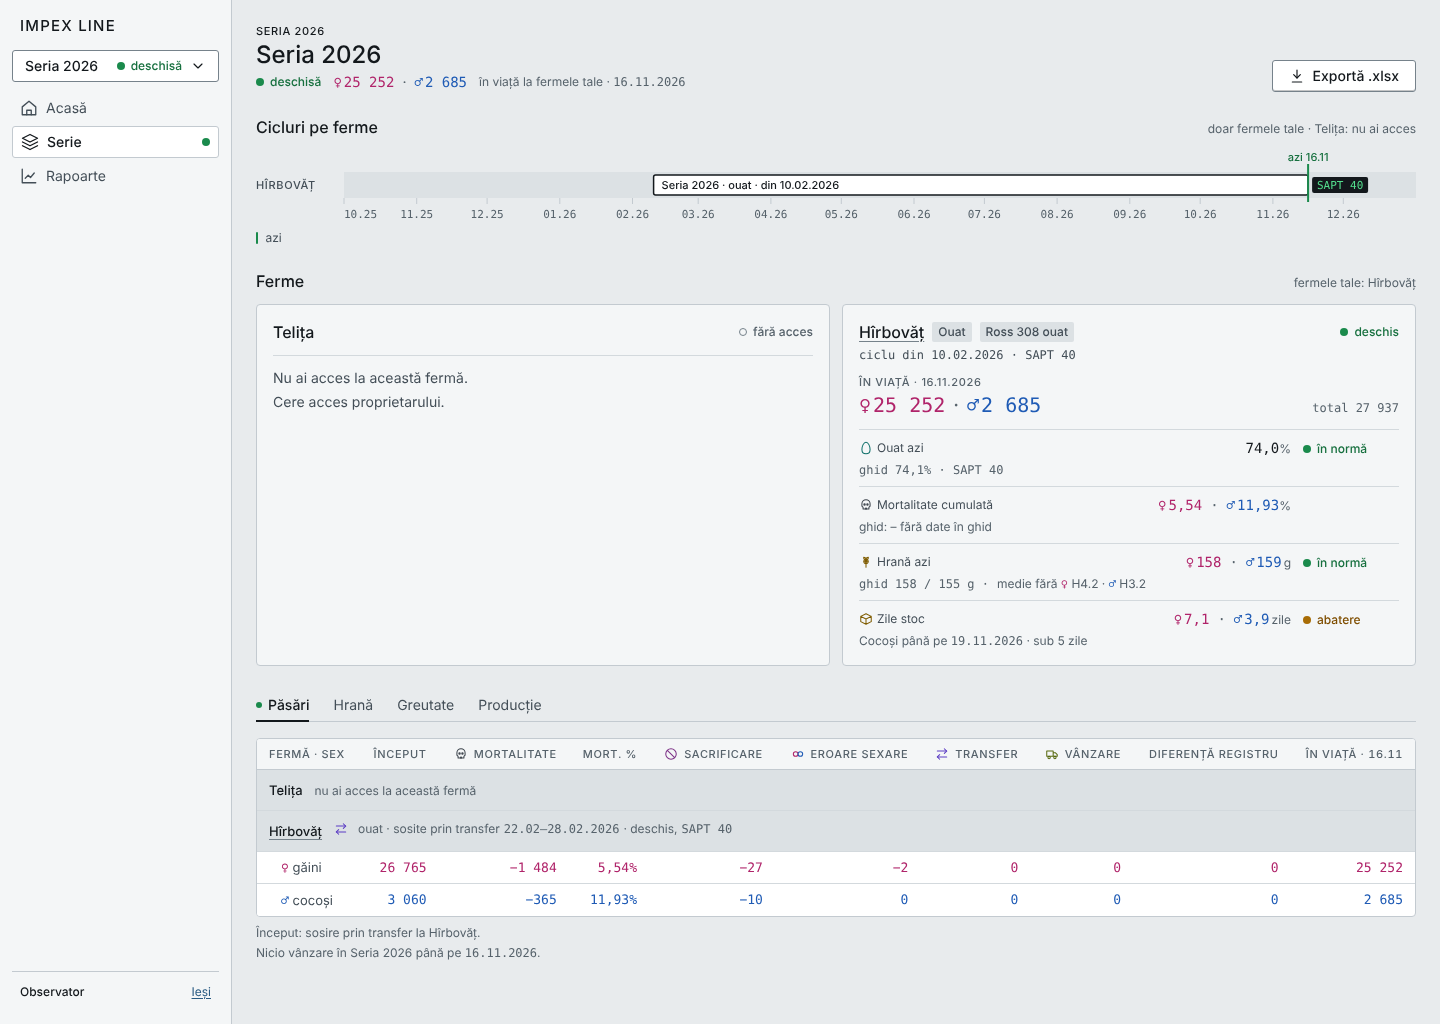 IMPEX LINE
Seria 2026 deschisă
Acasă
Serie
Rapoarte
Observator Ieși
SERIA 2026
Seria 2026
deschisă ♀25 252 · ♂2 685 în viață la fermele tale · 16.11.2026
Exportă .xlsx
Cicluri pe ferme
doar fermele tale · Telița: nu ai acces
azi 16.11
HÎRBOVĂȚ Seria 2026 · ouat · din 10.02.2026 SAPT 40
10.25 11.25 12.25 01.26 02.26 03.26 04.26 05.26 06.26 07.26 08.26 09.26 10.26 11.26 12.26
azi
Ferme
fermele tale: Hîrbovăț
Telița fără acces
Nu ai acces la această fermă.
Cere acces proprietarului.
Hîrbovăț Ouat Ross 308 ouat deschis
ciclu din 10.02.2026 · SAPT 40
ÎN VIAȚĂ · 16.11.2026
♀25 252 · ♂2 685 total 27 937
Ouat azi 74,0% în normă
ghid 74,1% · SAPT 40
Mortalitate cumulată ♀5,54 · ♂11,93%
ghid: – fără date în ghid
Hrană azi ♀158 · ♂159 g în normă
ghid 158 / 155 g · medie fără ♀ H4.2 · ♂ H3.2
Zile stoc ♀7,1 · ♂3,9 zile abatere
Cocoși până pe 19.11.2026 · sub 5 zile
Păsări Hrană Greutate Producție
FERMĂ · SEX ÎNCEPUT MORTALITATE MORT. % SACRIFICARE EROARE SEXARE TRANSFER VÂNZARE DIFERENȚĂ REGISTRU ÎN VIAȚĂ · 16.11
Telița nu ai acces la această fermă
Hîrbovăț ouat · sosite prin transfer 22.02–28.02.2026 · deschis, SAPT 40
♀ găini 26 765 −1 484 5,54% −27 −2 0 0 0 25 252
♂ cocoși 3 060 −365 11,93% −10 0 0 0 0 2 685
Început: sosire prin transfer la Hîrbovăț.
Nicio vânzare în Seria 2026 până pe 16.11.2026.